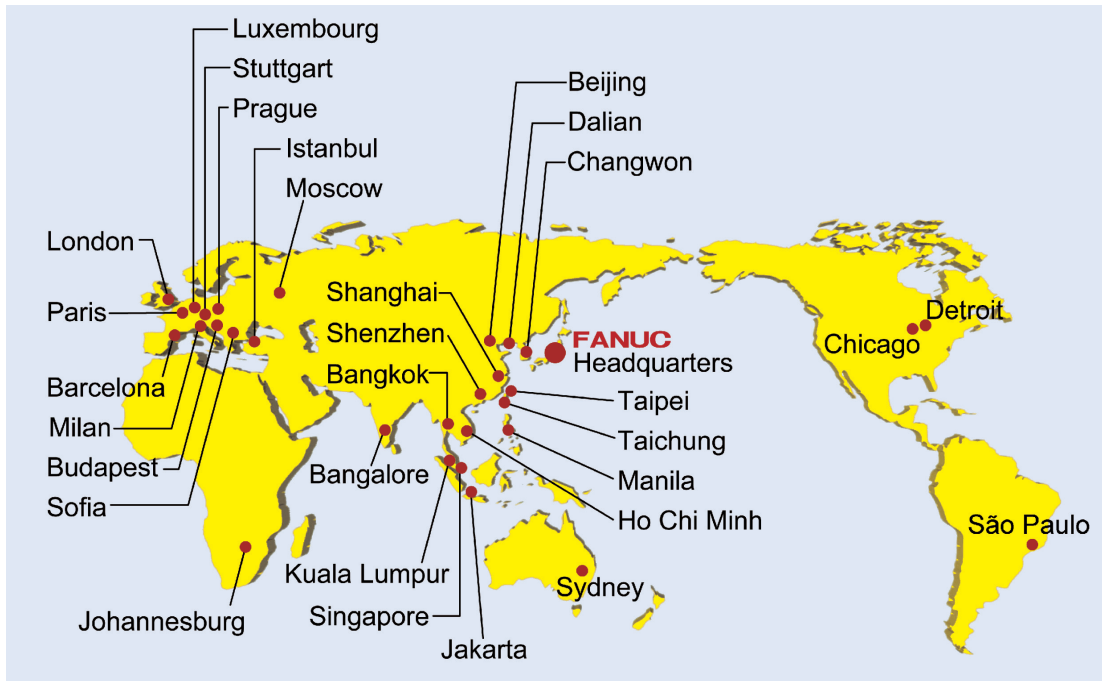 Luxembourg
Stuttgart
Prague
Istanbul
Moscow
London
Paris
Barcelona
Milan
Budapest
Sofia
Johannesburg
Beijing
Dalian
Changwon
Shanghai
Shenzhen
Bangkok
FANUC
Headquarters
Bangalore
Taipei
Taichung
Manila
Ho Chi Minh
Kuala Lumpur
Singapore
Jakarta
Sydney
Detroit
Chicago
São Paulo